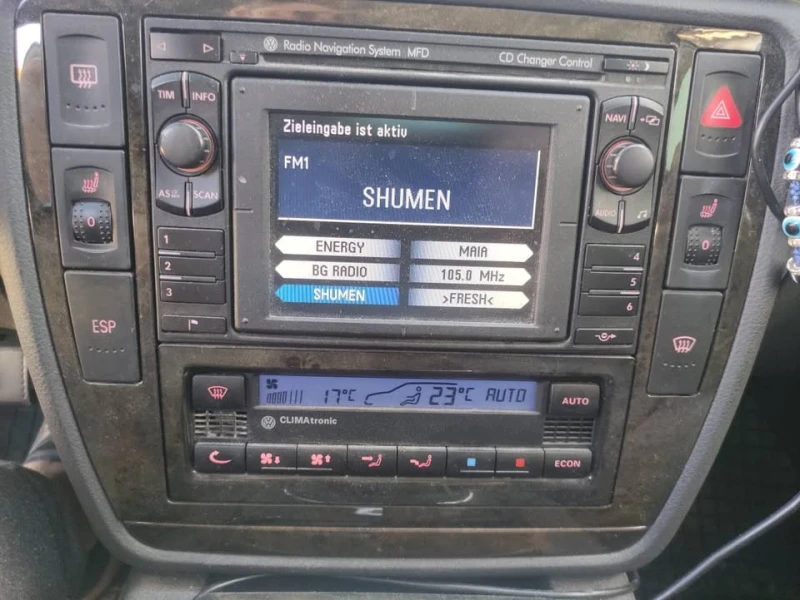 Radio Navigation System MFD
CD Changer Control
TIM INFO
AS SCAN
NAVI
AUDIO
Zieleingabe ist aktiv
FM1
SHUMEN
ENERGY MAIA
BG RADIO 105.0 MHz
SHUMEN >FRESH<
1
2
3
4
5
6
0
0
ESP
17°C 23°C AUTO
AUTO
CLIMAtronic
ECON